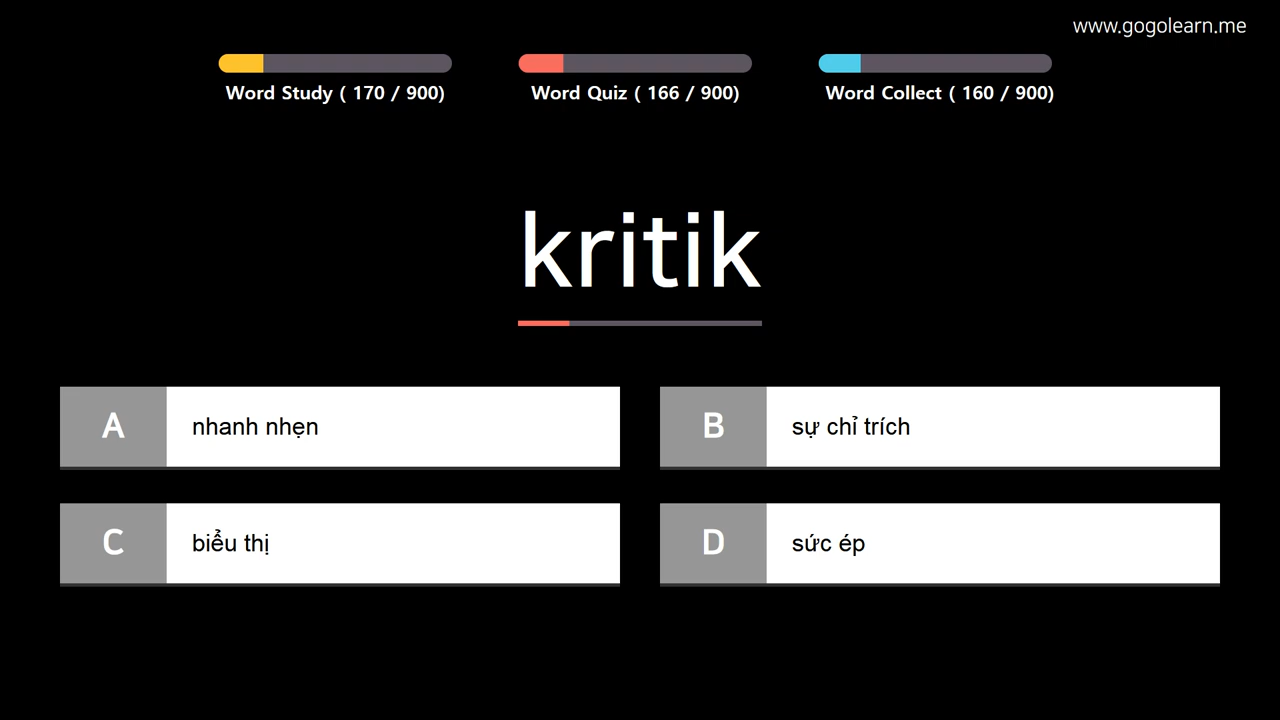 www.gogolearn.me
Word Study ( 170 / 900)
Word Quiz ( 166 / 900)
Word Collect ( 160 / 900)
kritik
A nhanh nhẹn
B sự chỉ trích
C biểu thị
D sức ép